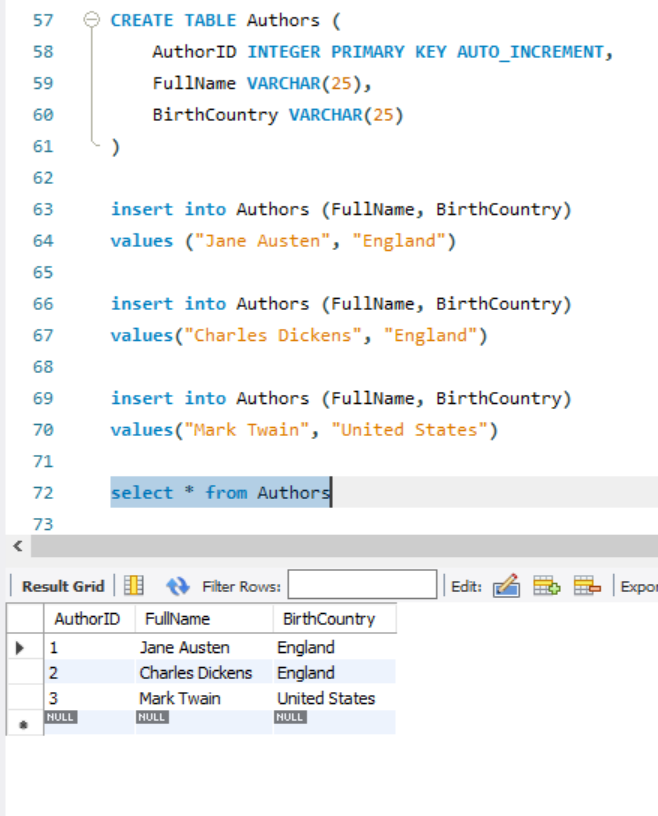 57 CREATE TABLE Authors (
58 AuthorID INTEGER PRIMARY KEY AUTO_INCREMENT,
59 FullName VARCHAR(25),
60 BirthCountry VARCHAR(25)
61 )
62
63 insert into Authors (FullName, BirthCountry)
64 values ("Jane Austen", "England")
65
66 insert into Authors (FullName, BirthCountry)
67 values("Charles Dickens", "England")
68
69 insert into Authors (FullName, BirthCountry)
70 values("Mark Twain", "United States")
71
72 select * from Authors
73
Result Grid Filter Rows: Edit: Expor
AuthorID FullName BirthCountry
1 Jane Austen England
2 Charles Dickens England
3 Mark Twain United States
NULL NULL NULL